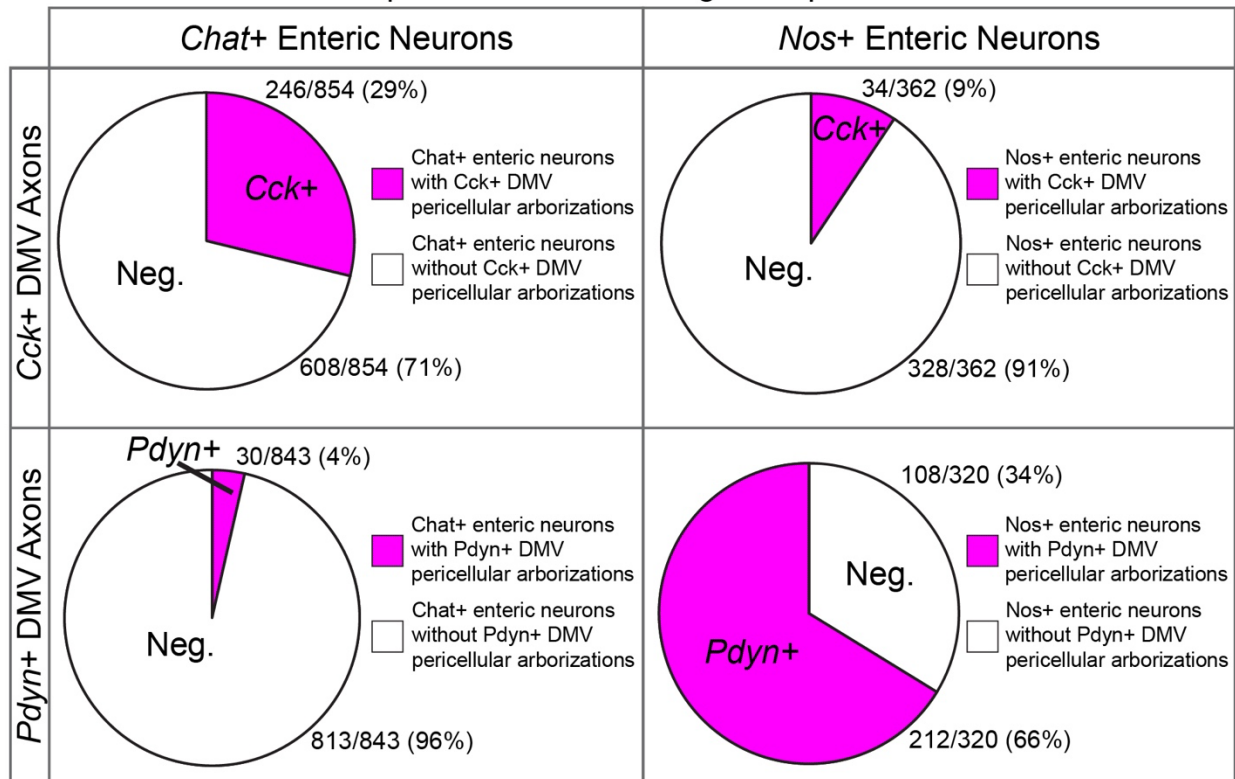 Chat+ Enteric Neurons
Nos+ Enteric Neurons
Cck+ DMV Axons
246/854 (29%)
Cck+
Neg.
608/854 (71%)
Chat+ enteric neurons
with Cck+ DMV
pericellular arborizations
Chat+ enteric neurons
without Cck+ DMV
pericellular arborizations
34/362 (9%)
Cck+
Neg.
328/362 (91%)
Nos+ enteric neurons
with Cck+ DMV
pericellular arborizations
Nos+ enteric neurons
without Cck+ DMV
pericellular arborizations
Pdyn+ DMV Axons
Pdyn+
30/843 (4%)
Neg.
813/843 (96%)
Chat+ enteric neurons
with Pdyn+ DMV
pericellular arborizations
Chat+ enteric neurons
without Pdyn+ DMV
pericellular arborizations
108/320 (34%)
Neg.
Pdyn+
212/320 (66%)
Nos+ enteric neurons
with Pdyn+ DMV
pericellular arborizations
Nos+ enteric neurons
without Pdyn+ DMV
pericellular arborizations